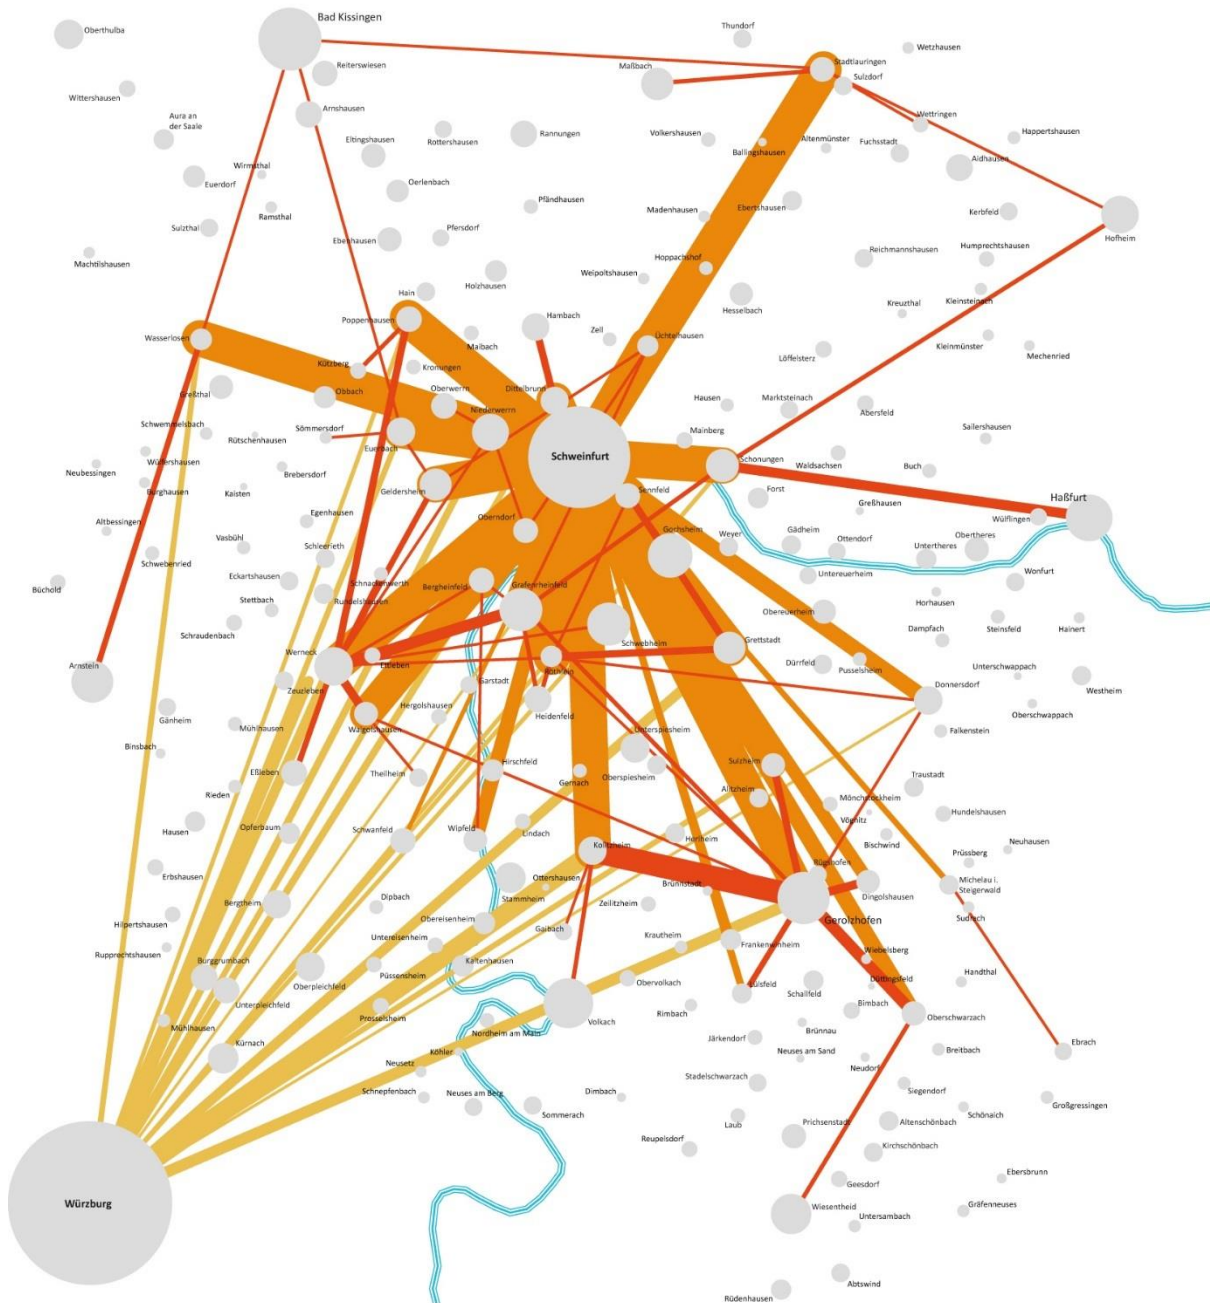 Bad Kissingen
Oberthulba
Thundorf
Wetzhausen
Stadtlauringen
Reiterswiesen
Maßbach
Sulzdorf
Wittershausen
Arnshausen
Wettringen
Aura an
der Saale
Eltingshausen
Rottershausen
Rannungen
Volkershausen
Altenmünster
Happertshausen
Ballingshausen
Fuchsstadt
Aidhausen
Wirmsthal
Euerdorf
Oerlenbach
Pfändhausen
Ebertshausen
Ramsthal
Madenhausen
Kerbfeld
Sulzthal
Pfersdorf
Hofheim
Ebenhausen
Reichmannshausen
Humprechtshausen
Hoppachshof
Machtilshausen
Weipoltshausen
Holzhausen
Hain
Hesselbach
Kreuzthal
Kleinsteinach
Poppenhausen
Hambach
Zell
Üchtelhausen
Wasserlosen
Maibach
Kleinmünster
Mechenried
Löffelsterz
Kützberg
Kronungen
Greßthal
Obbach
Oberwerrn
Dittelbrunn
Hausen
Marktsteinach
Abersfeld
Niederwerrn
Schwemmelsbach
Sömmersdorf
Rütschenhausen
Mainberg
Sailershausen
Euerbach
Wülfershausen
Schweinfurt
Schonungen
Waldsachsen
Neubessingen
Brebersdorf
Buch
Burghausen
Kaisten
Geldersheim
Sennfeld
Forst
Greßhausen
Haßfurt
Altbessingen
Egenhausen
Oberndorf
Gochsheim
Wülflingen
Vasbühl
Schleerieth
Weyer
Gädheim
Ottendorf
Obertheres
Untertheres
Schwebenried
Eckartshausen
Schnackenwerth
Bergheinfeld
Untereuerheim
Wonfurt
Büchold
Rundelshausen
Grafenrheinfeld
Horhausen
Stettbach
Obereuerheim
Schraudenbach
Schwebheim
Grettstadt
Dampfach
Steinsfeld
Hainert
Werneck
Ettleben
Arnstein
Röthlein
Dürrfeld
Pusselsheim
Unterschwappach
Zeuzleben
Garstadt
Donnersdorf
Westheim
Gänheim
Hergolshausen
Heidenfeld
Oberschwappach
Mühlhausen
Waigolshausen
Unterspiesheim
Falkenstein
Binsbach
Eßleben
Theilheim
Hirschfeld
Oberspiesheim
Sulzheim
Gernach
Rieden
Alitzheim
Traustadt
Mönchstockheim
Hausen
Opferbaum
Schwanfeld
Wipfeld
Lindach
Herlheim
Vögnitz
Hundelshausen
Kolitzheim
Bischwind
Neuhausen
Erbshausen
Prüssberg
Rügshofen
Ottershausen
Brünnstadt
Michelau i.
Steigerwald
Bergtheim
Dipbach
Stammheim
Zeilitzheim
Dingolshausen
Hilpertshausen
Obereisenheim
Gerolzhofen
Sudrach
Gaibach
Rupprechtshausen
Untereisenheim
Krautheim
Frankenwinheim
Wiebelsberg
Burggrumbach
Kaltenhausen
Püssensheim
Oberpleichfeld
Obervolkach
Lülsfeld
Düttingsfeld
Handthal
Unterpleichfeld
Schallfeld
Bimbach
Prosselsheim
Volkach
Rimbach
Oberschwarzach
Mühlhausen
Nordheim am Main
Brünnau
Kürnach
Köhler
Järkendorf
Ebrach
Neusetz
Neuses am Sand
Breitbach
Neudorf
Stadelschwarzach
Schnepfenbach
Neuses am Berg
Dimbach
Siegendorf
Großgressingen
Sommerach
Laub
Schönaich
Prichsenstadt
Altenschönbach
Reupelsdorf
Kirchschönbach
Ebersbrunn
Geesdorf
Würzburg
Wiesentheid
Gräfenneuses
Untersambach
Abtswind
Rüdenhausen